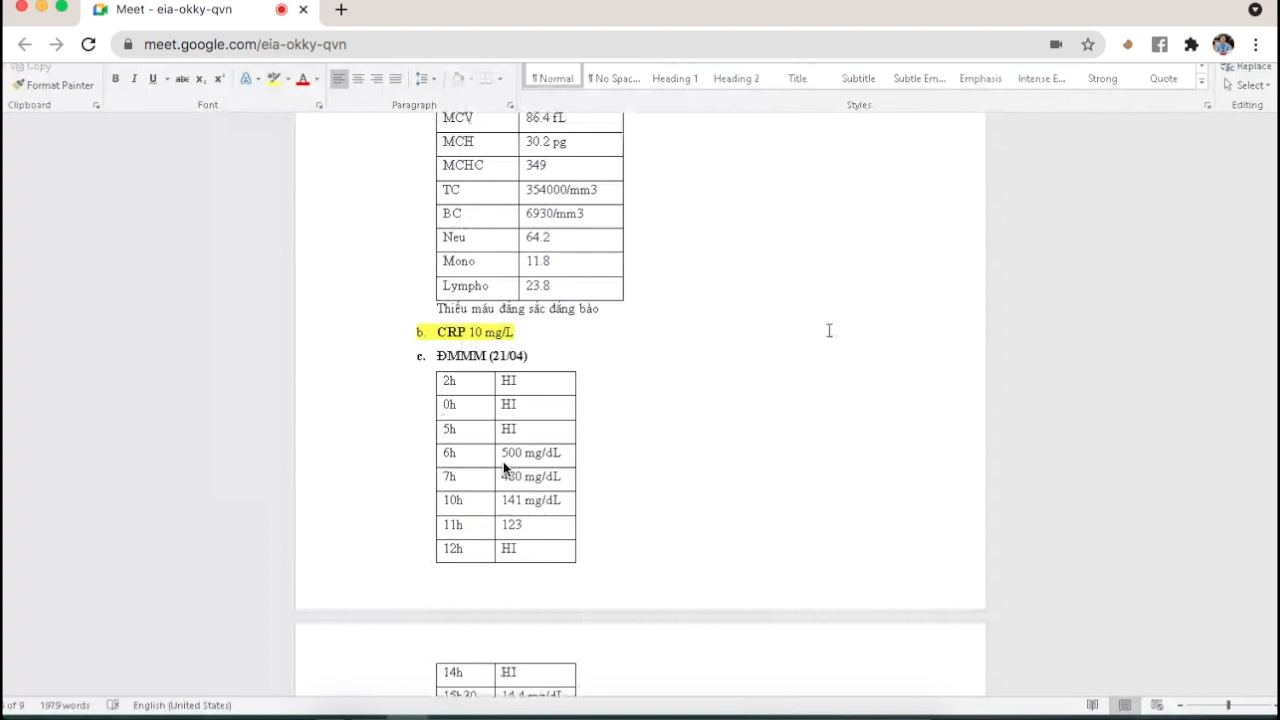 Meet - eia-okky-qvn
meet.google.com/eia-okky-qvn
Copy
Format Painter
B I U abc x, x' A A
¶ Normal ¶ No Spac... Heading 1 Heading 2 Title Subtitle Subtle Em... Emphasis Intense E... Strong Quote
Replace
Select
Clipboard Font Paragraph Styles Editing
MCV 86.4 fL
MCH 30.2 pg
MCHC 349
TC 354000/mm3
BC 6930/mm3
Neu 64.2
Mono 11.8
Lympho 23.8
Thiếu máu đẳng sắc đẳng bào
b. CRP 10 mg/L
c. ĐMMM (21/04)
2h HI
0h HI
5h HI
6h 500 mg/dL
7h 480 mg/dL
10h 141 mg/dL
11h 123
12h HI
14h HI
of 9 1979 words English (United States)